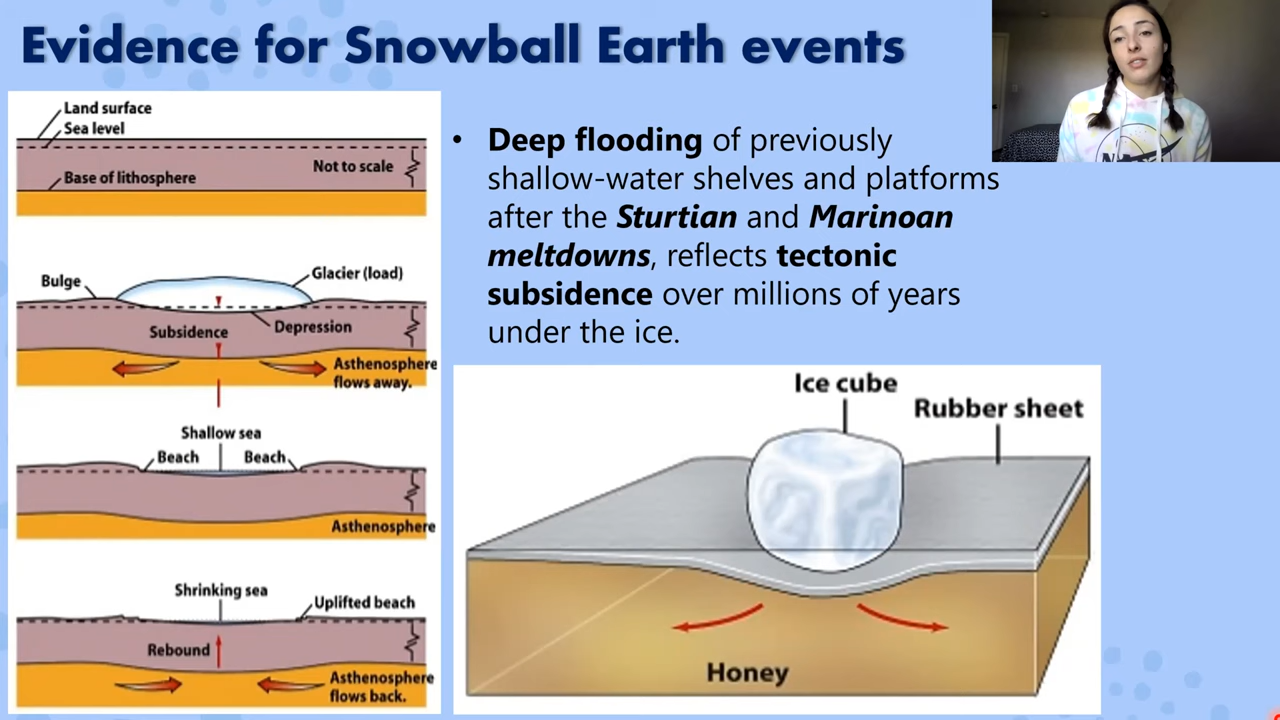 Evidence for Snowball Earth events
Land surface
Sea level
Not to scale
Base of lithosphere
Bulge
Glacier (load)
Subsidence
Depression
Asthenosphere
flows away.
Shallow sea
Beach
Beach
Asthenosphere
Shrinking sea
Uplifted beach
Rebound
Asthenosphere
flows back.
• Deep flooding of previously
shallow-water shelves and platforms
after the Sturtian and Marinoan
meltdowns, reflects tectonic
subsidence over millions of years
under the ice.
Ice cube
Rubber sheet
Honey